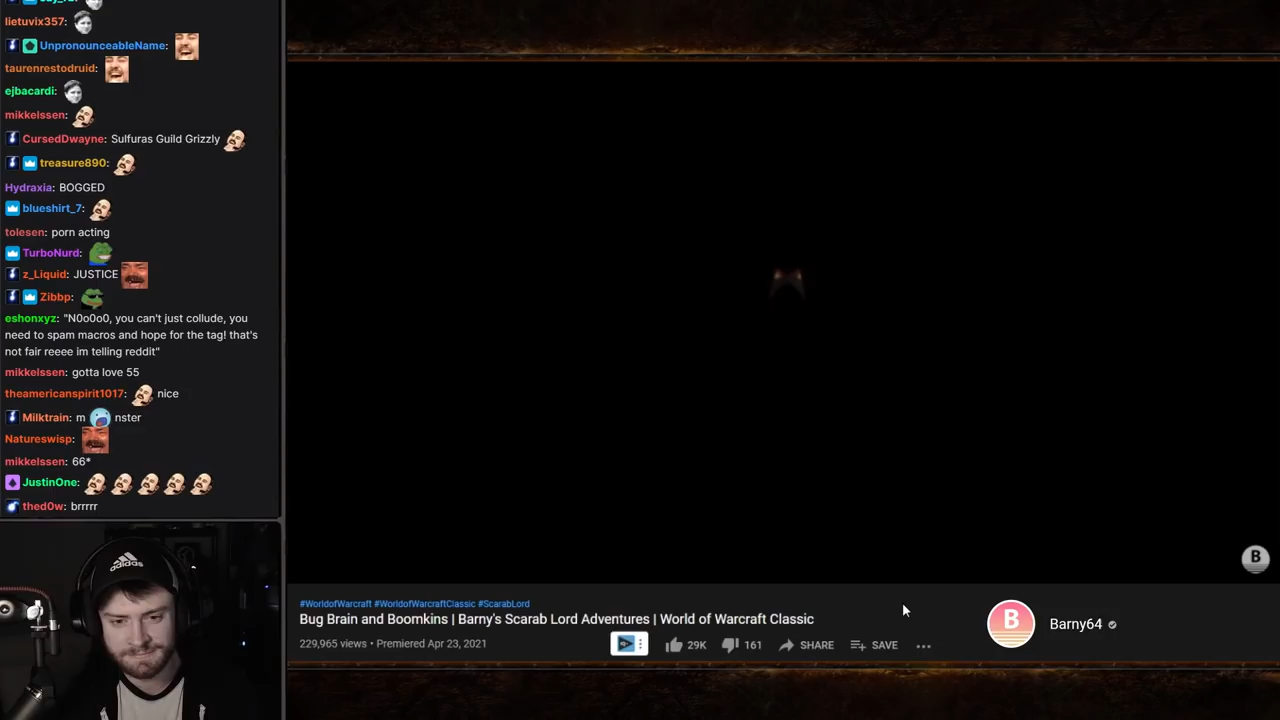 lietuvix357:
UnpronounceableName:
taurenrestodruid:
ejbacardi:
mikkelssen:
CursedDwayne: Sulfuras Guild Grizzly
treasure890:
Hydraxia: BOGGED
blueshirt_7:
tolesen: porn acting
TurboNurd:
z_Liquid: JUSTICE
Zibbp:
eshonxyz: "N0o0o0, you can't just collude, you
need to spam macros and hope for the tag! that's
not fair reeee im telling reddit"
mikkelssen: gotta love 55
theamericanspirit1017: nice
Milktrain: m nster
Natureswisp:
mikkelssen: 66*
JustinOne:
thed0w: brrrrr
adidas
B
#WorldofWarcraft #WorldofWarcraftClassic #ScarabLord
Bug Brain and Boomkins | Barny's Scarab Lord Adventures | World of Warcraft Classic
229,965 views • Premiered Apr 23, 2021
29K
161
SHARE
SAVE
B
Barny64